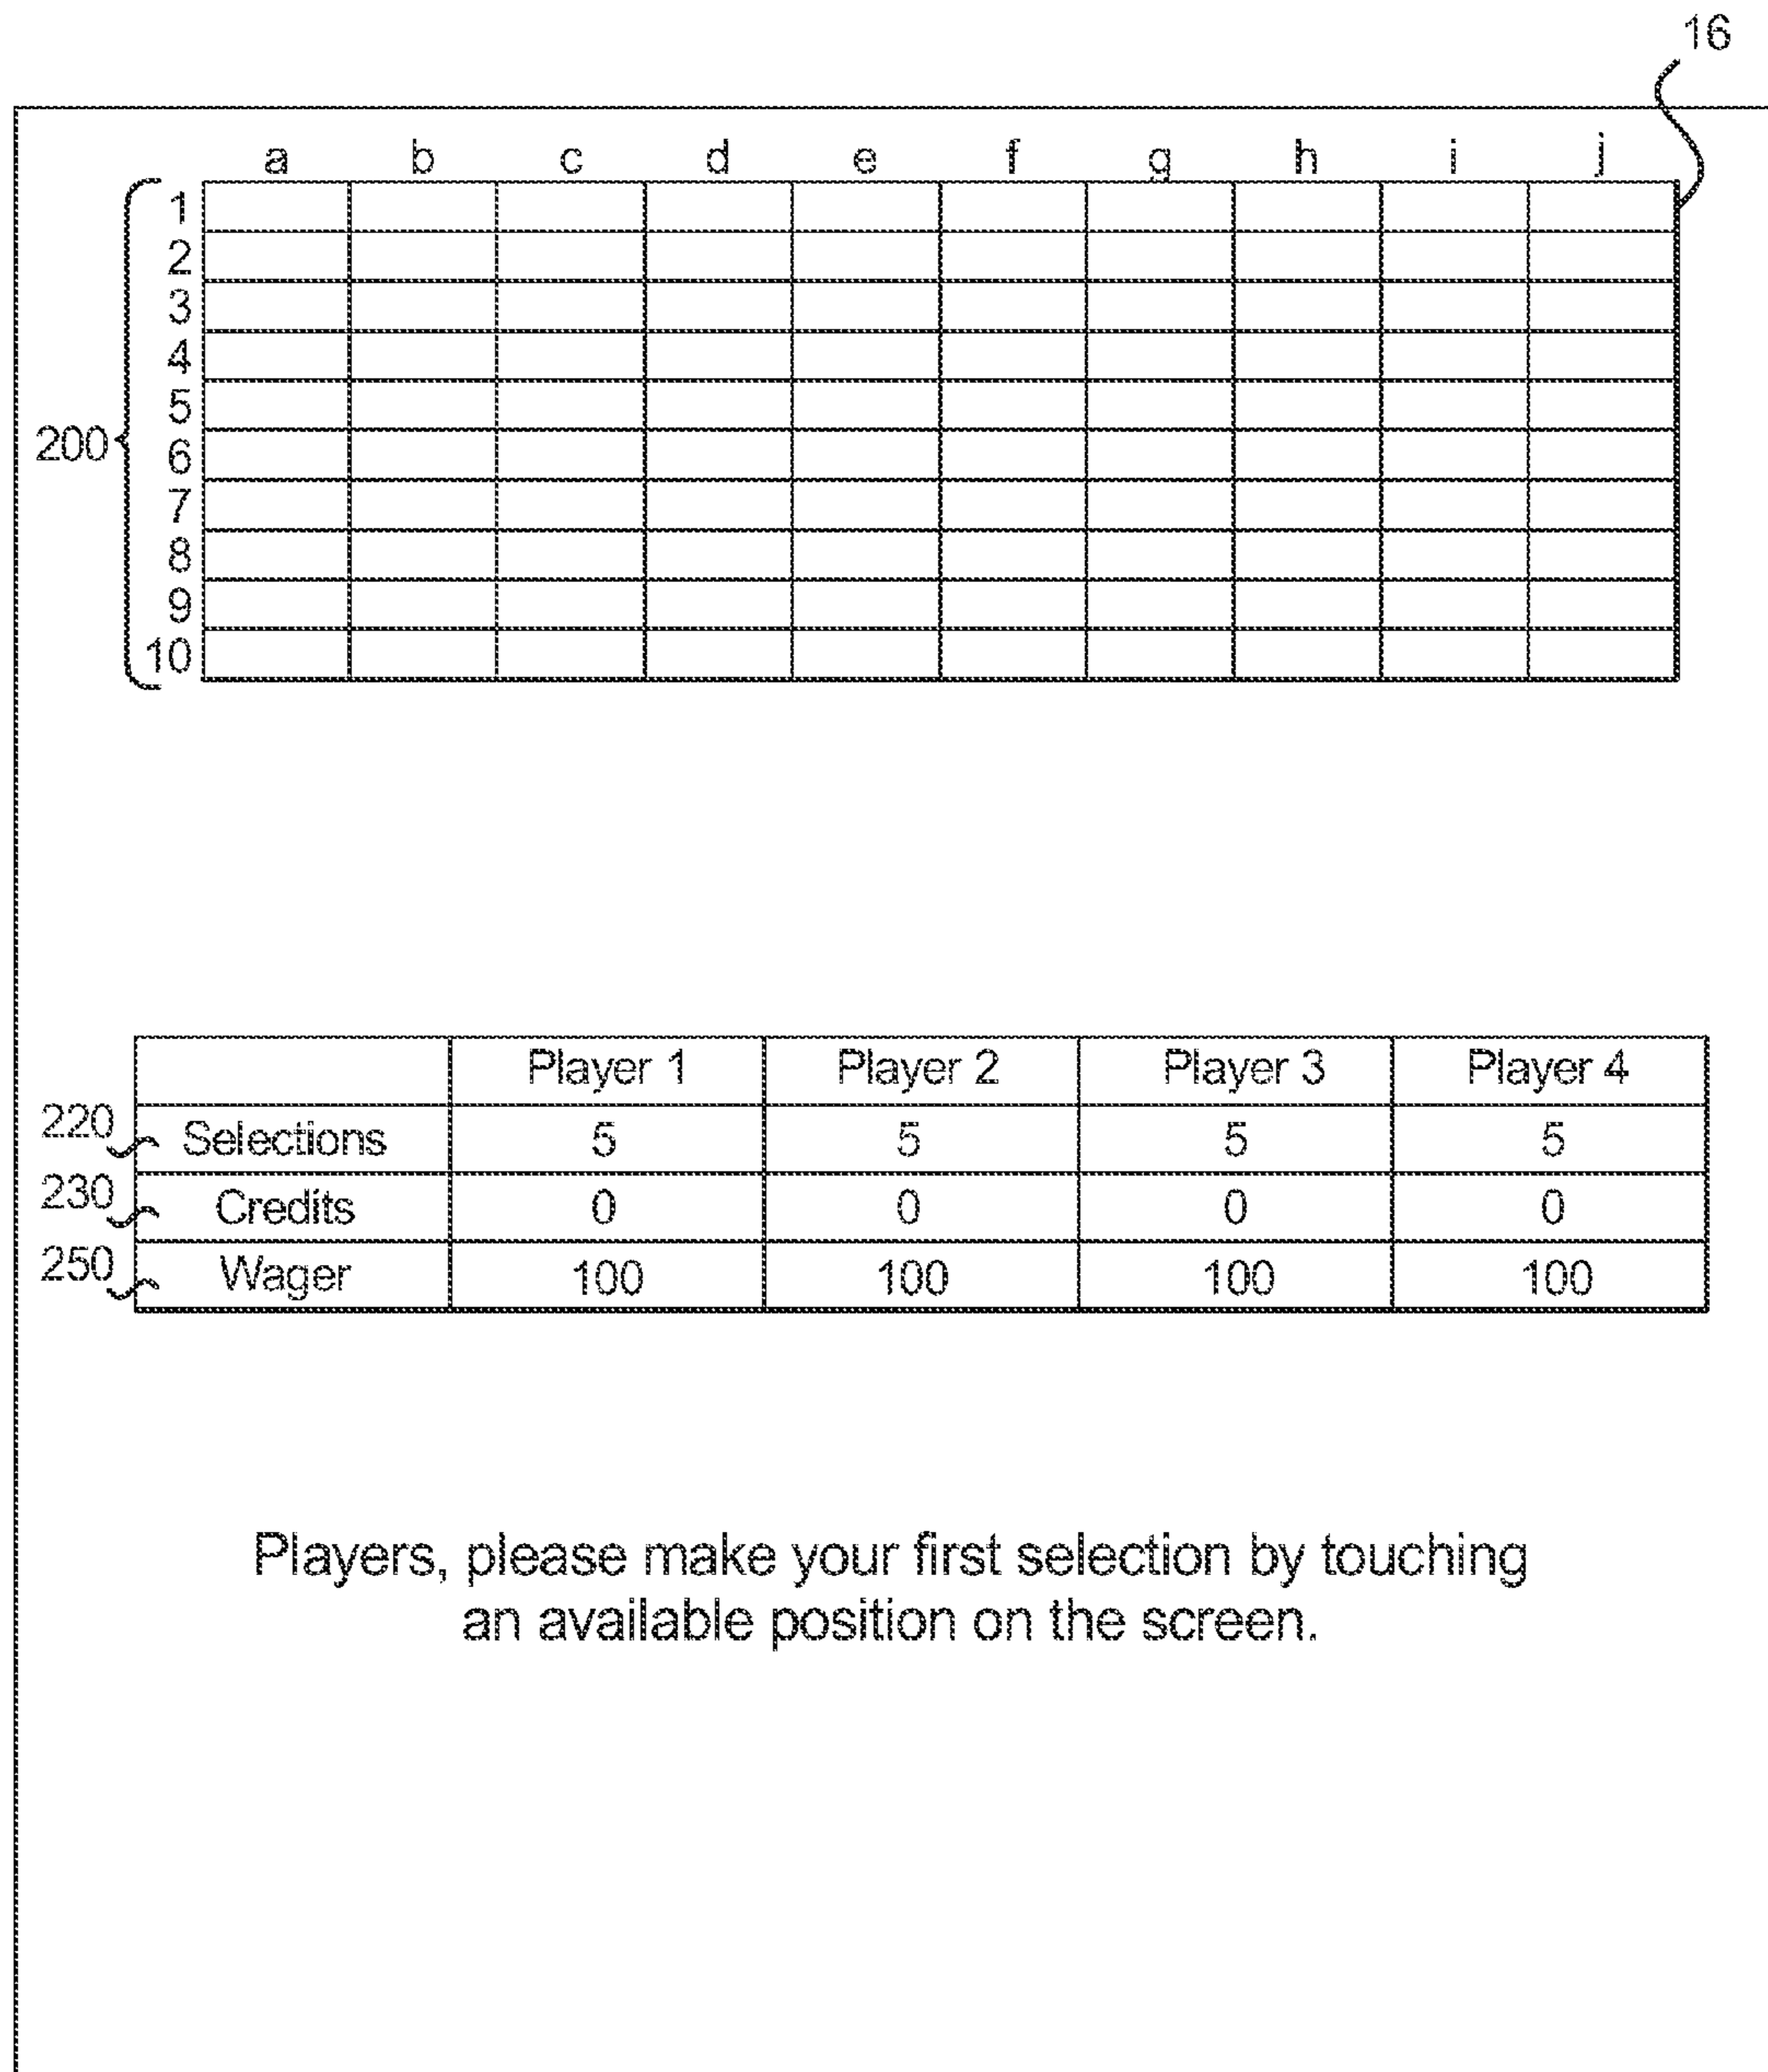 16
a b c d e f g h i j
1
2
3
4
5
200 6
7
8
9
10
Player 1 Player 2 Player 3 Player 4
220 Selections 5 5 5 5
230 Credits 0 0 0 0
250 Wager 100 100 100 100
Players, please make your first selection by touching
an available position on the screen.